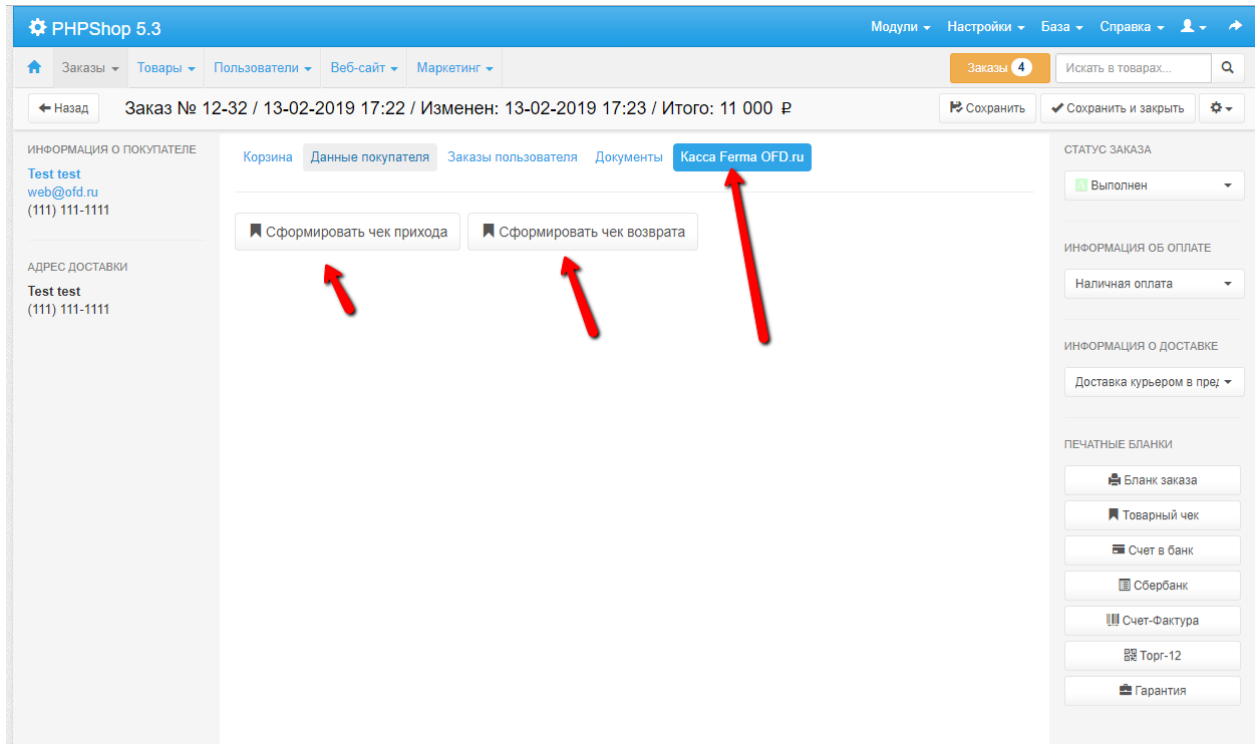 PHPShop 5.3
Модули Настройки База Справка
Заказы Товары Пользователи Веб-сайт Маркетинг
Заказы 4
Искать в товарах...
Назад
Заказ № 12-32 / 13-02-2019 17:22 / Изменен: 13-02-2019 17:23 / Итого: 11 000 ₽
Сохранить
Сохранить и закрыть
ИНФОРМАЦИЯ О ПОКУПАТЕЛЕ
Test test
web@ofd.ru
(111) 111-1111
АДРЕС ДОСТАВКИ
Test test
(111) 111-1111
Корзина Данные покупателя Заказы пользователя Документы Касса Ferma OFD.ru
Сформировать чек прихода
Сформировать чек возврата
СТАТУС ЗАКАЗА
Выполнен
ИНФОРМАЦИЯ ОБ ОПЛАТЕ
Наличная оплата
ИНФОРМАЦИЯ О ДОСТАВКЕ
Доставка курьером в пред
ПЕЧАТНЫЕ БЛАНКИ
Бланк заказа
Товарный чек
Счет в банк
Сбербанк
Счет-Фактура
Торг-12
Гарантия